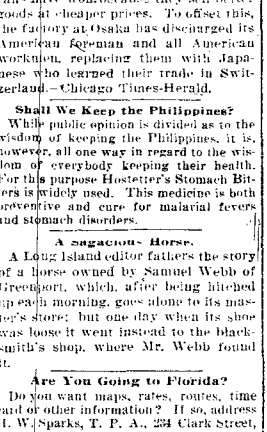 goods at cheaper prices. To offset this,
the factory at Osaka has discharged its
American foreman and all American
workmen, replacing them with Japa-
nese who learned their trade in Swit-
zerland.—Chicago Times-Herald.
Shall We Keep the Philippines?
While public opinion is divided as to the
wisdom of keeping the Philippines, it is,
however, all one way in regard to the wis-
dom of everybody keeping their health.
For this purpose Hostetter's Stomach Bit-
ters is widely used. This medicine is both
preventive and cure for malarial fevers
and stomach disorders.
A Sagacious Horse.
A Long Island editor fathers the story
of a horse owned by Samuel Webb of
Greenport, which, after being hitched
up each morning, goes alone to its mas-
ter's store; but one day when its shoe
was loose it went instead to the black-
smith's shop, where Mr. Webb found
it.
Are You Going to Florida?
Do you want maps, rates, routes, time
card or other information? If so, address
H. W. Sparks, T. P. A., 234 Clark Street,